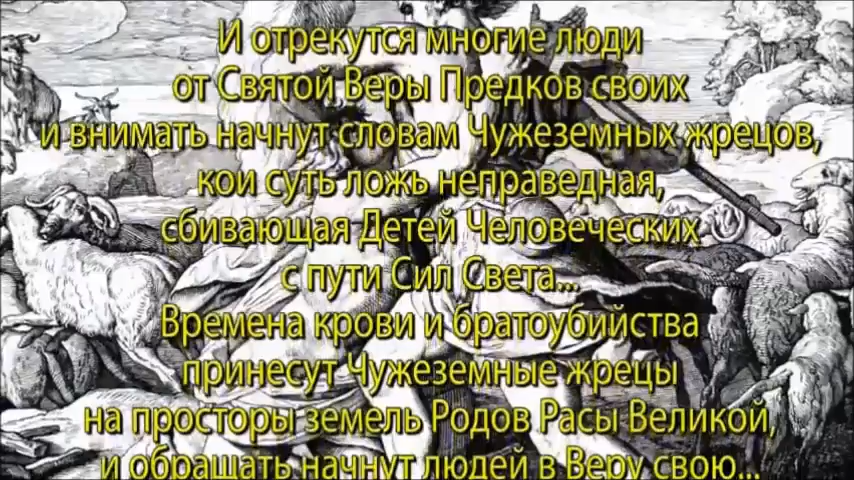 И отрекутся многие люди
от Святой Веры Предков своих
и внимать начнут словам Чужеземных жрецов,
кои суть ложь неправедная,
сбивающая Детей Человеческих
с пути Сил Света...
Времена крови и братоубийства
принесут Чужеземные жрецы
на просторы земель Родов Расы Великой,
и обращать начнут людей в Веру свою...